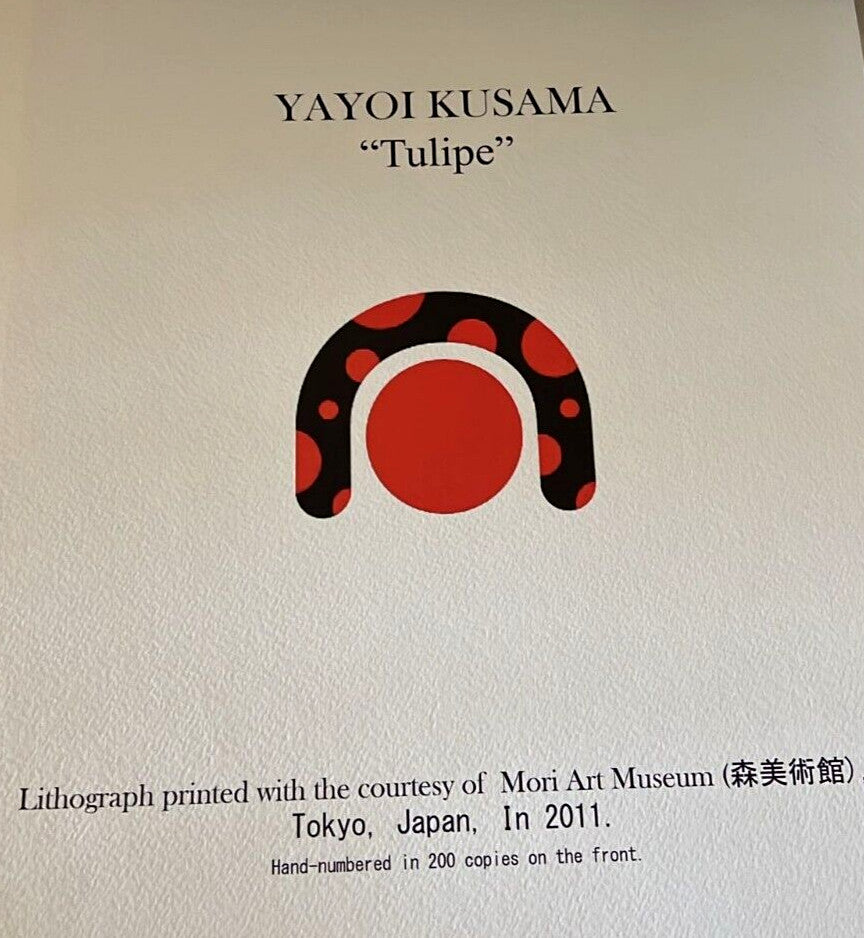 YAYOI KUSAMA
“Tulipe”
Lithograph printed with the courtesy of Mori Art Museum (森美術館),
Tokyo, Japan, In 2011.
Hand-numbered in 200 copies on the front.